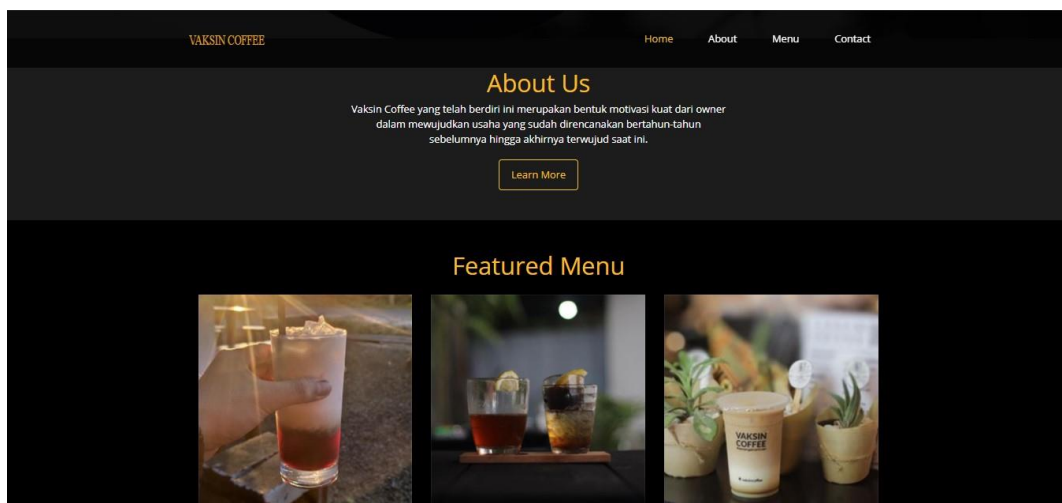 VAKSIN COFFEE
Home About Menu Contact
About Us
Vaksin Coffee yang telah berdiri ini merupakan bentuk motivasi kuat dari owner
dalam mewujudkan usaha yang sudah direncanakan bertahun-tahun
sebelumnya hingga akhirnya terwujud saat ini.
Learn More
Featured Menu
VAKSIN
COFFEE